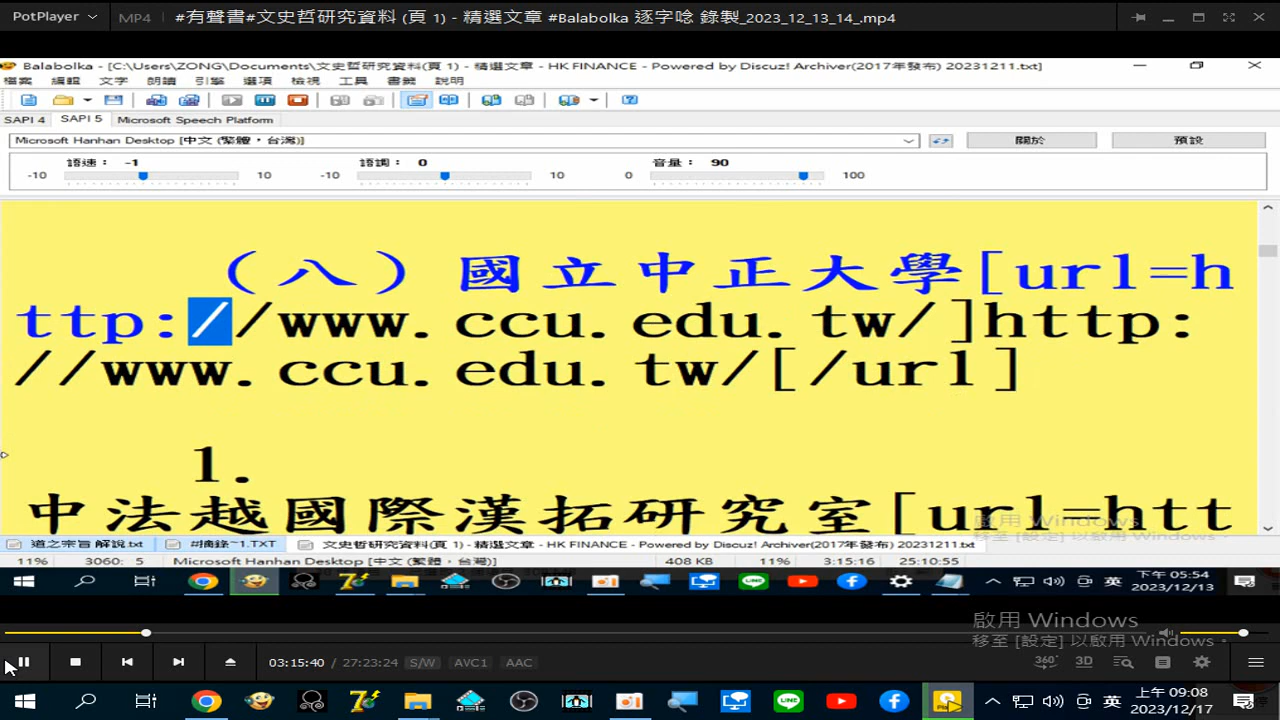 PotPlayer MP4 #有聲書#文史哲研究資料 (頁 1) - 精選文章 #Balabolka 逐字唸 錄製_2023_12_13_14_.mp4
Balabolka - [C:\Users\ZONG\Documents\文史哲研究資料(頁 1) - 精選文章 - HK FINANCE - Powered by Discuz! Archiver(2017年發布) 20231211.txt]
檔案 編輯 文字 朗讀 引擎 選項 檢視 工具 書籤 說明
SAPI 4 SAPI 5 Microsoft Speech Platform
Microsoft Hanhan Desktop [中文 (繁體，台灣)] 關於 預設
語速： -1 語調： 0 音量： 90
-10 10 -10 10 0 100
（八）國立中正大學[url=h
ttp://www.ccu.edu.tw/]http:
//www.ccu.edu.tw/[/url]
1.
中法越國際漢拓研究室[url=htt
啟用 Windows
移至 [設定] 以啟用 Windows。
道之宗旨 解說.txt #摘錄~1.TXT 文史哲研究資料(頁 1) - 精選文章 - HK FINANCE - Powered by Discuz! Archiver(2017年發布) 20231211.txt
11% 3060: 5 Microsoft Hanhan Desktop [中文 (繁體，台灣)] 408 KB 11% 3:15:16 25:10:55
英 下午 05:54
2023/12/13
啟用 Windows
移至 [設定] 以啟用 Windows。
03:15:40 / 27:23:24 S/W AVC1 AAC 360° 3D
英 上午 09:08
2023/12/17